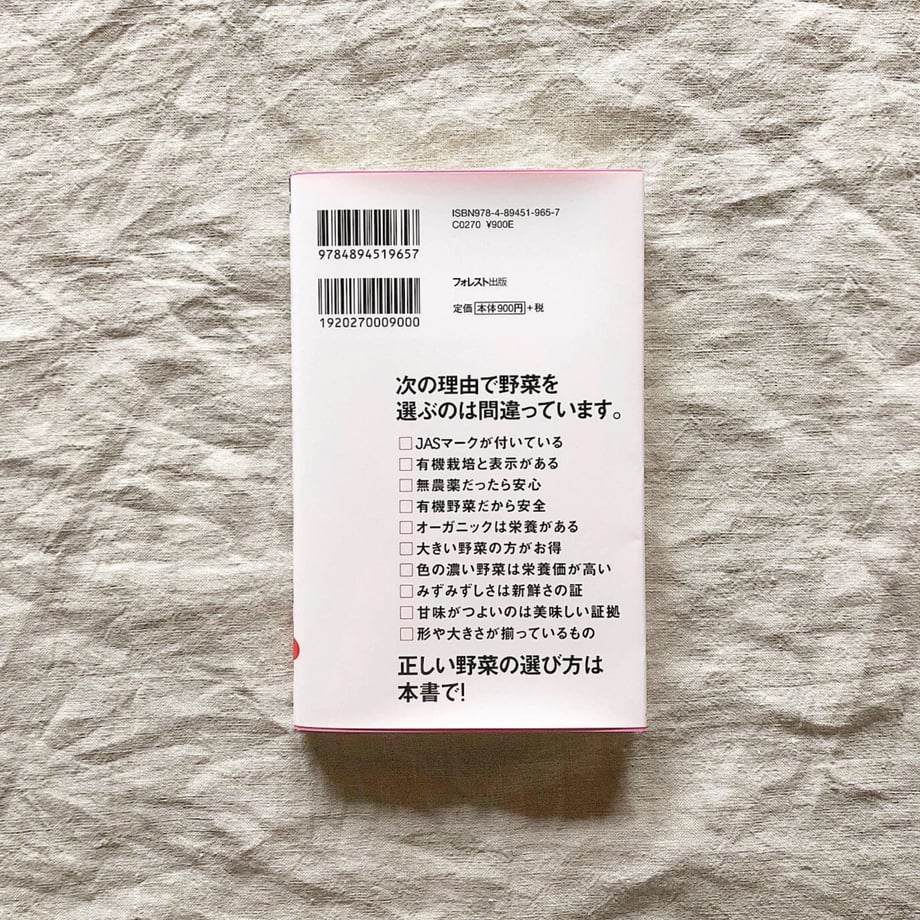 ISBN978-4-89451-965-7
C0270 ¥900E
9784894519657
フォレスト出版
1920270009000
定価 本体900円+税
次の理由で野菜を
選ぶのは間違っています。
□JASマークが付いている
□有機栽培と表示がある
□無農薬だったら安心
□有機野菜だから安全
□オーガニックは栄養がある
□大きい野菜の方がお得
□色の濃い野菜は栄養価が高い
□みずみずしさは新鮮さの証
□甘味がつよいのは美味しい証拠
□形や大きさが揃っているもの
正しい野菜の選び方は
本書で!